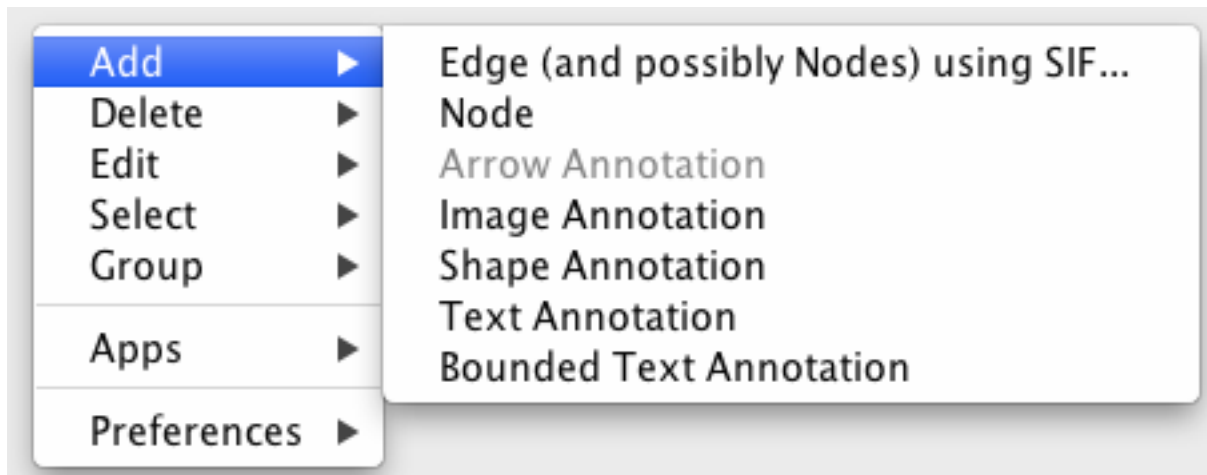 Add
Delete
Edit
Select
Group
Apps
Preferences
Edge (and possibly Nodes) using SIF...
Node
Arrow Annotation
Image Annotation
Shape Annotation
Text Annotation
Bounded Text Annotation